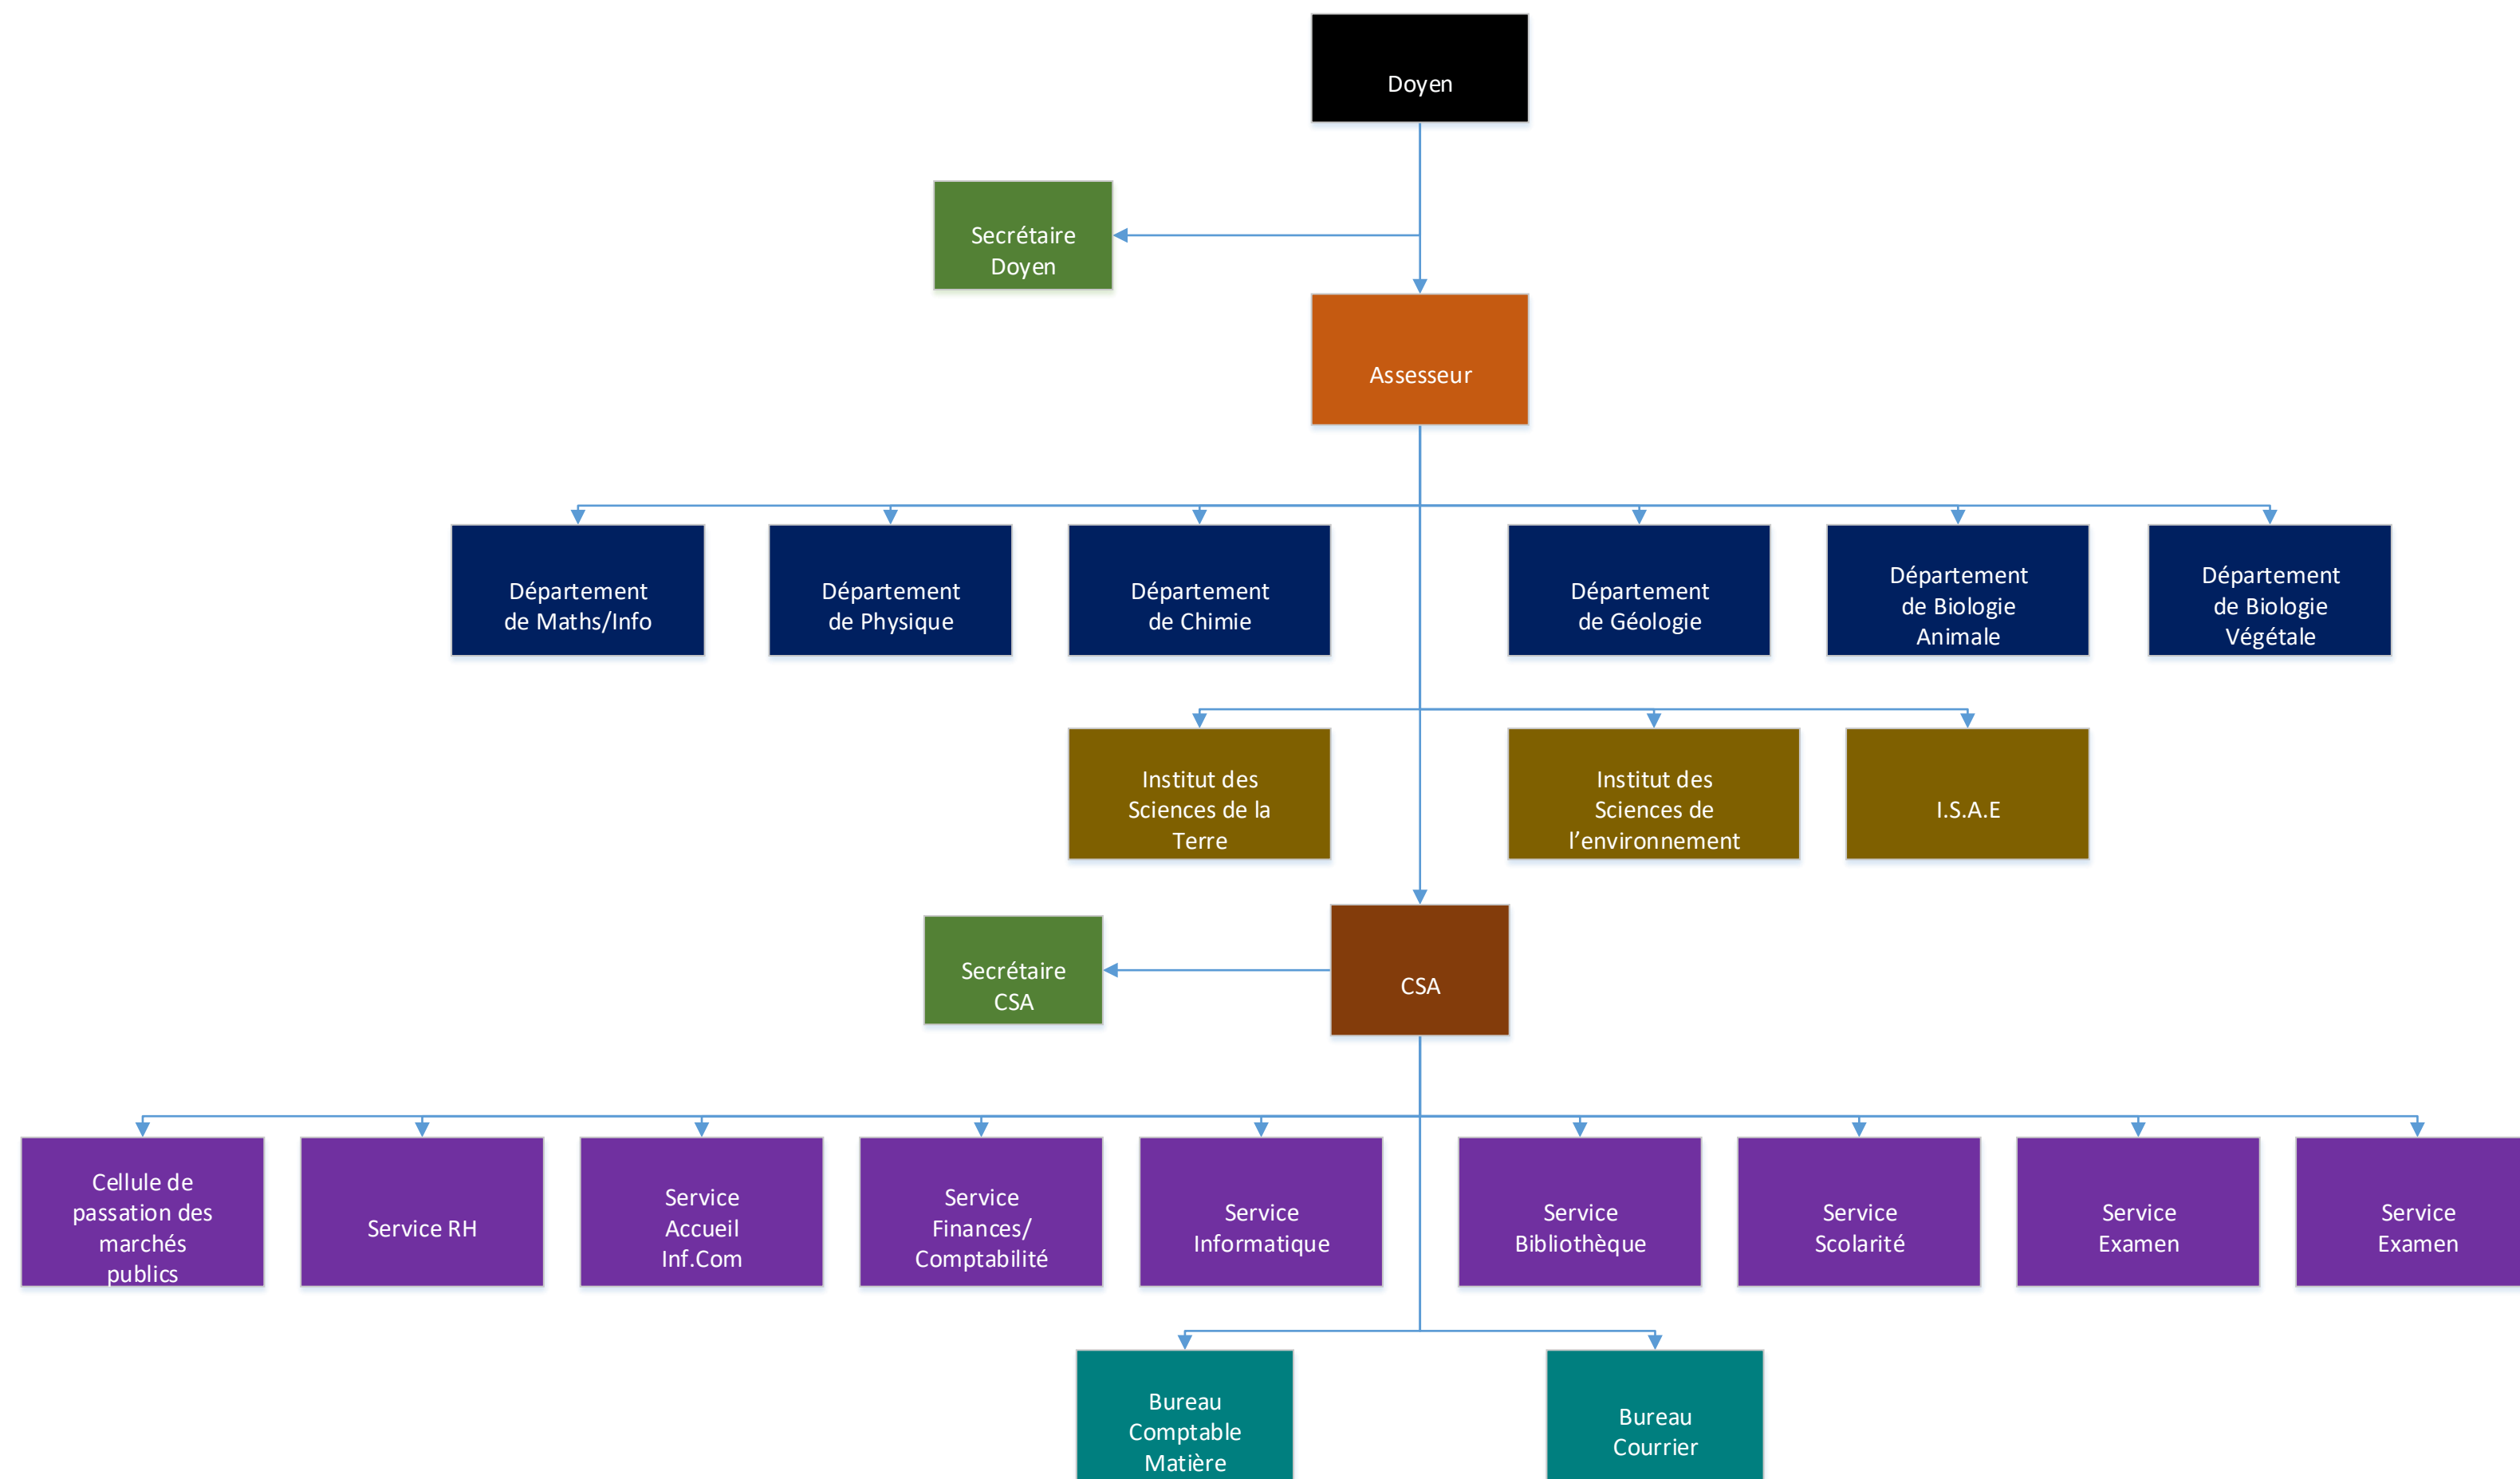 Doyen
Secrétaire
Doyen
Assesseur
Département
de Maths/Info
Département
de Physique
Département
de Chimie
Département
de Géologie
Département
de Biologie
Animale
Département
de Biologie
Végétale
Institut des
Sciences de la
Terre
Institut des
Sciences de
l’environnement
I.S.A.E
Secrétaire
CSA
CSA
Cellule de
passation des
marchés
publics
Service RH
Service
Accueil
Inf.Com
Service
Finances/
Comptabilité
Service
Informatique
Service
Bibliothèque
Service
Scolarité
Service
Examen
Service
Examen
Bureau
Comptable
Matière
Bureau
Courrier